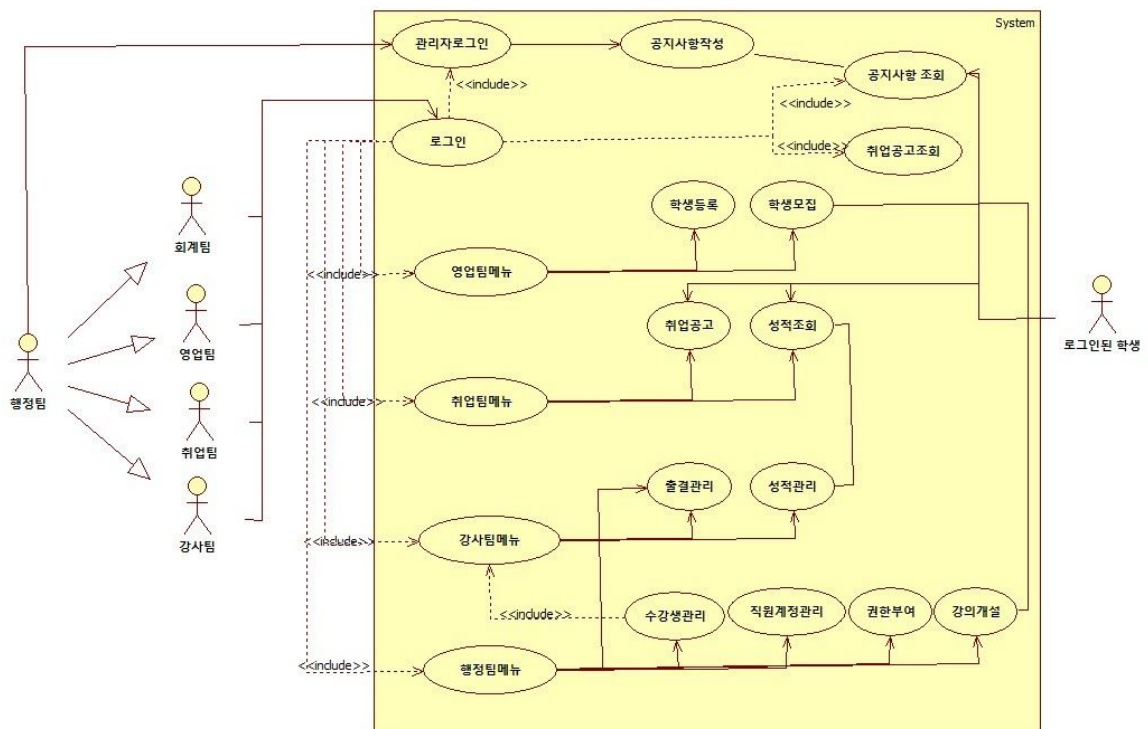 System
관리자로그인
공지사항작성
공지사항 조회
<<include>>
<<include>>
로그인
<<include>>
취업공고조회
학생등록
학생모집
회계팀
<<include>>
영업팀메뉴
영업팀
취업공고
성적조회
로그인된 학생
행정팀
<<include>>
취업팀메뉴
취업팀
출결관리
성적관리
강사팀
<<include>>
강사팀메뉴
<<include>>
수강생관리
직원계정관리
권한부여
강의개설
<<include>>
행정팀메뉴